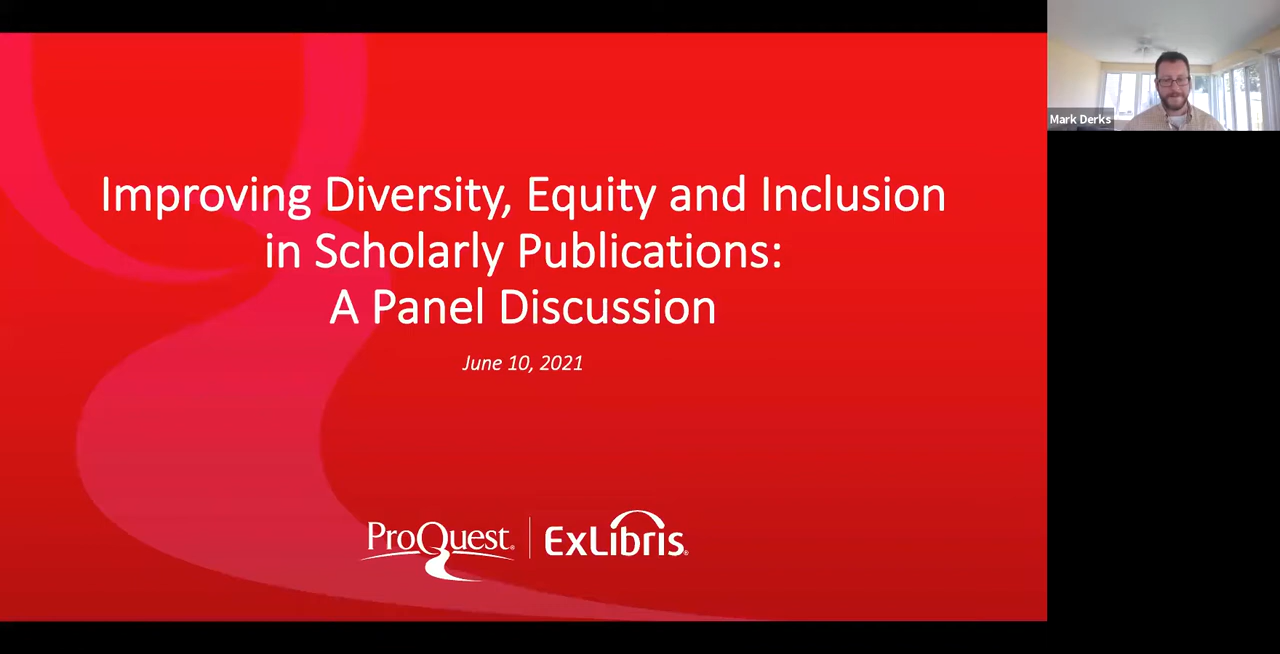 Improving Diversity, Equity and Inclusion
in Scholarly Publications:
A Panel Discussion
June 10, 2021
ProQuest® | ExLibris®
Mark Derks